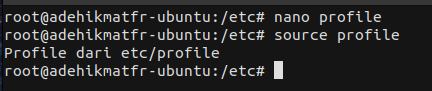 root@adehikmatfr-ubuntu:/etc# nano profile
root@adehikmatfr-ubuntu:/etc# source profile
Profile dari etc/profile
root@adehikmatfr-ubuntu:/etc#